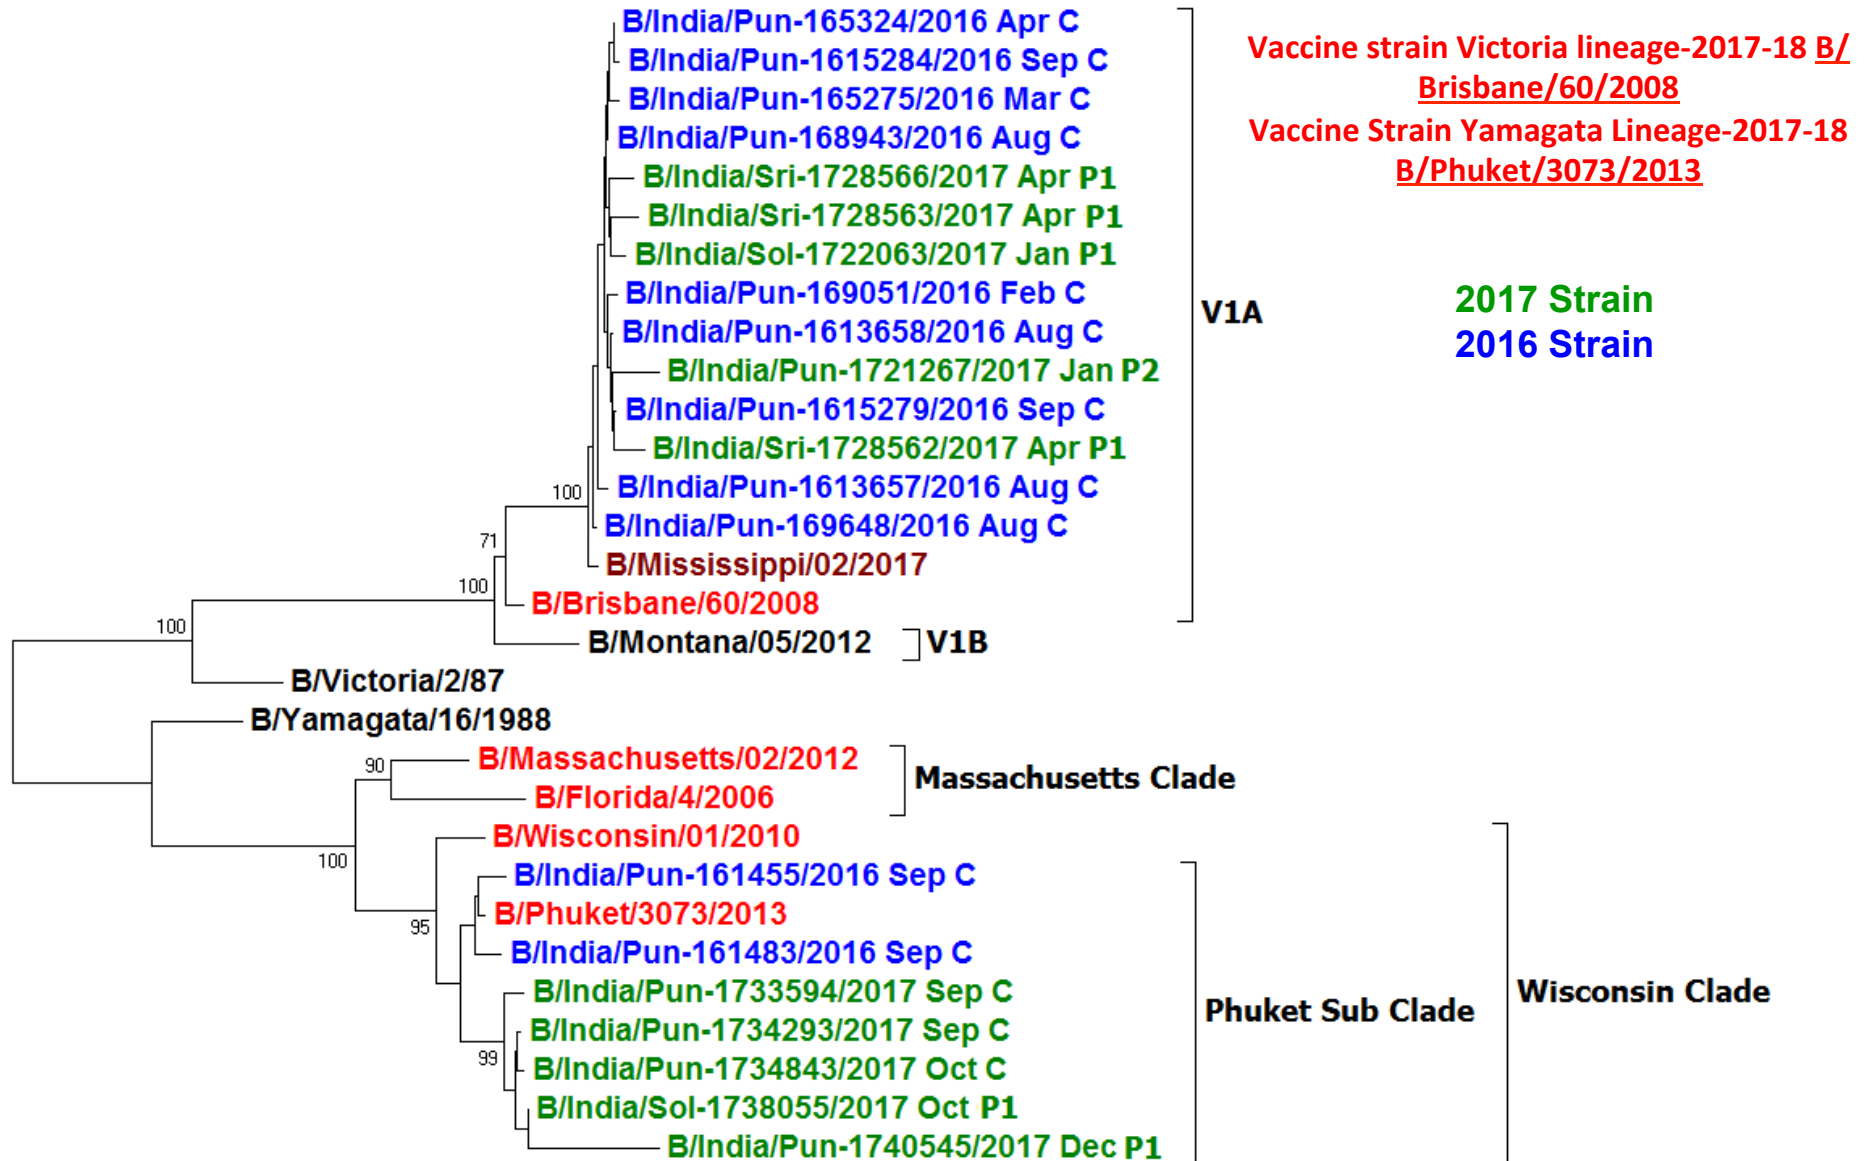 B/India/Pun-165324/2016 Apr C
B/India/Pun-1615284/2016 Sep C
B/India/Pun-165275/2016 Mar C
B/India/Pun-168943/2016 Aug C
B/India/Sri-1728566/2017 Apr P1
B/India/Sri-1728563/2017 Apr P1
B/India/Sol-1722063/2017 Jan P1
B/India/Pun-169051/2016 Feb C
B/India/Pun-1613658/2016 Aug C
B/India/Pun-1721267/2017 Jan P2
B/India/Pun-1615279/2016 Sep C
B/India/Sri-1728562/2017 Apr P1
B/India/Pun-1613657/2016 Aug C
B/India/Pun-169648/2016 Aug C
B/Mississippi/02/2017
B/Brisbane/60/2008
B/Montana/05/2012
B/Victoria/2/87
B/Yamagata/16/1988
B/Massachusetts/02/2012
B/Florida/4/2006
B/Wisconsin/01/2010
B/India/Pun-161455/2016 Sep C
B/Phuket/3073/2013
B/India/Pun-161483/2016 Sep C
B/India/Pun-1733594/2017 Sep C
B/India/Pun-1734293/2017 Sep C
B/India/Pun-1734843/2017 Oct C
B/India/Sol-1738055/2017 Oct P1
B/India/Pun-1740545/2017 Dec P1
100
71
100
100
90
100
95
99
V1A
V1B
Massachusetts Clade
Phuket Sub Clade
Wisconsin Clade
Vaccine strain Victoria lineage-2017-18 B/
Brisbane/60/2008
Vaccine Strain Yamagata Lineage-2017-18
B/Phuket/3073/2013
2017 Strain
2016 Strain